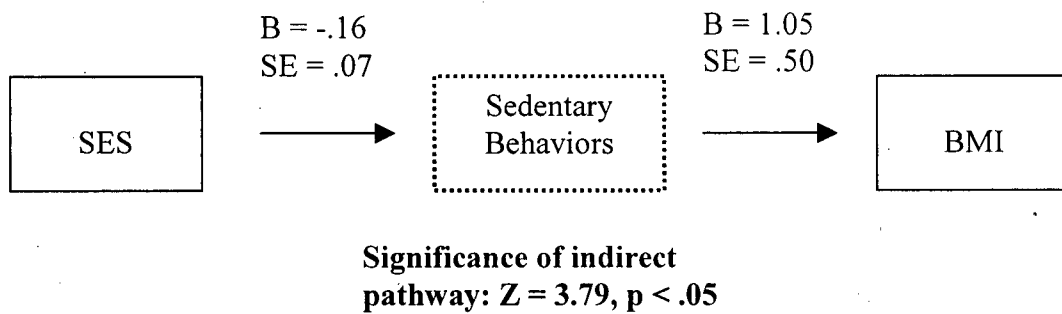 B = -.16
SE = .07
B = 1.05
SE = .50
SES
Sedentary
Behaviors
BMI
Significance of indirect
pathway: Z = 3.79, p < .05